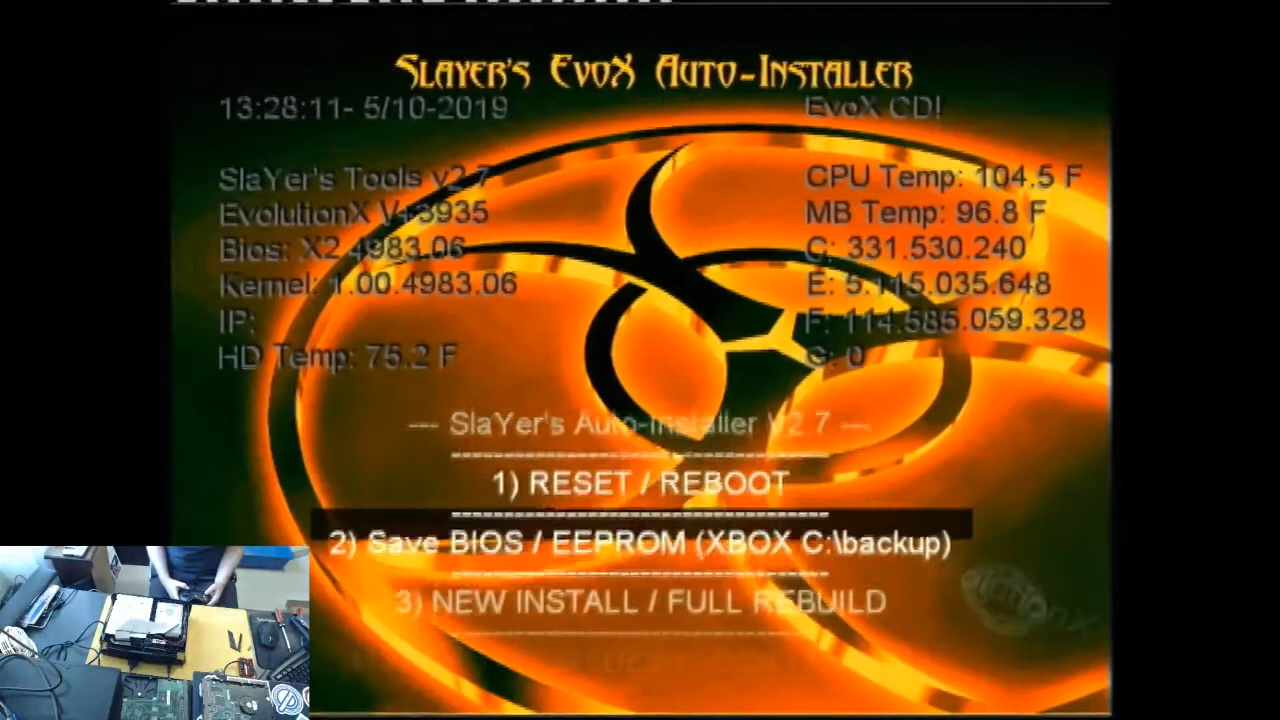 SLAYER'S EVOX AUTO-INSTALLER
13:28:11- 5/10-2019
EvoX CD!
SlaYer's Tools v2.7
CPU Temp: 104.5 F
EvolutionX V+3935
MB Temp: 96.8 F
Bios: X2 4983.06
C: 331.530.240
Kernel: 1.00.4983.06
E: 5.115.035.648
IP:
F: 114.585.059.328
HD Temp: 75.2 F
G: 0
--- SlaYer's Auto-Installer V2.7 ---
1) RESET / REBOOT
2) Save BIOS / EEPROM (XBOX C:\backup)
3) NEW INSTALL / FULL REBUILD